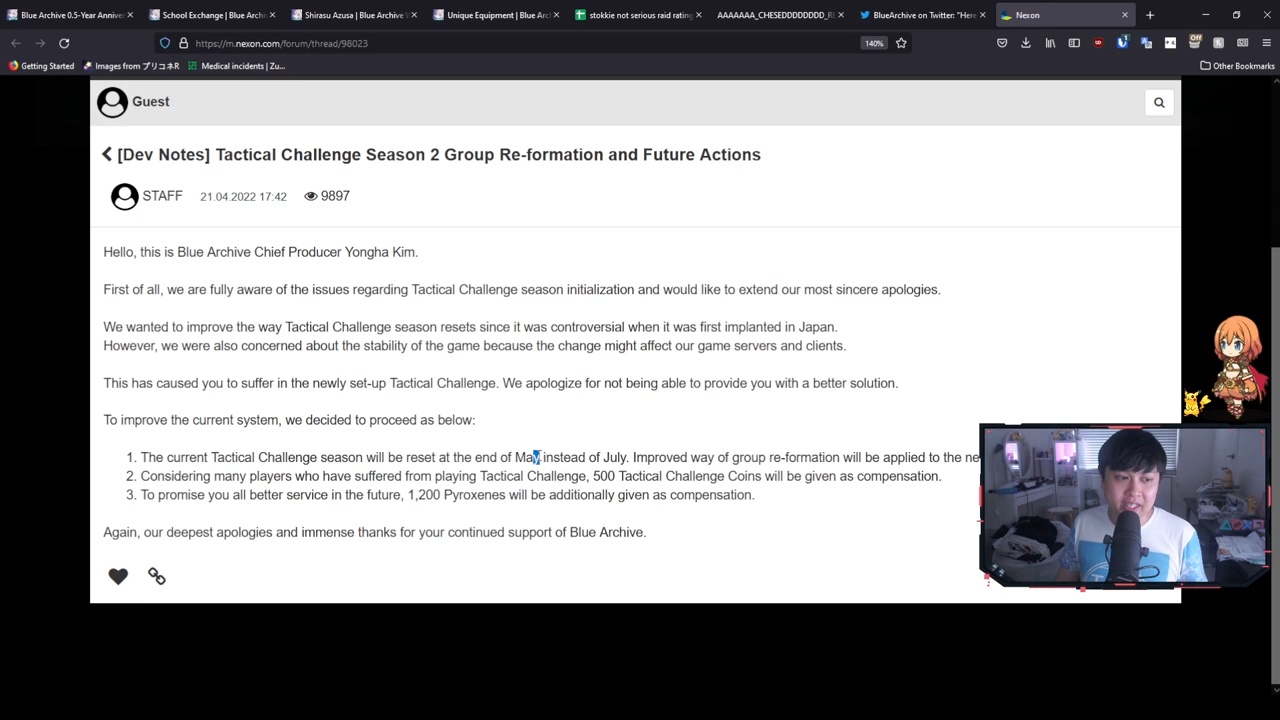 Blue Archive 0.5-Year Anniver
School Exchange | Blue Archi
Shirasu Azusa | Blue Archive W
Unique Equipment | Blue Arc
stokkie not serious raid rating
AAAAAAA_CHESEDDDDDDDD_R
BlueArchive on Twitter: "Here
Nexon
https://m.nexon.com/forum/thread/98023
140%
Off
Getting Started
Images from プリコネR
Medical incidents | Zu...
Other Bookmarks
Guest
[Dev Notes] Tactical Challenge Season 2 Group Re-formation and Future Actions
STAFF 21.04.2022 17:42 9897
Hello, this is Blue Archive Chief Producer Yongha Kim.
First of all, we are fully aware of the issues regarding Tactical Challenge season initialization and would like to extend our most sincere apologies.
We wanted to improve the way Tactical Challenge season resets since it was controversial when it was first implanted in Japan.
However, we were also concerned about the stability of the game because the change might affect our game servers and clients.
This has caused you to suffer in the newly set-up Tactical Challenge. We apologize for not being able to provide you with a better solution.
To improve the current system, we decided to proceed as below:
1. The current Tactical Challenge season will be reset at the end of May instead of July. Improved way of group re-formation will be applied to the ne
2. Considering many players who have suffered from playing Tactical Challenge, 500 Tactical Challenge Coins will be given as compensation.
3. To promise you all better service in the future, 1,200 Pyroxenes will be additionally given as compensation.
Again, our deepest apologies and immense thanks for your continued support of Blue Archive.